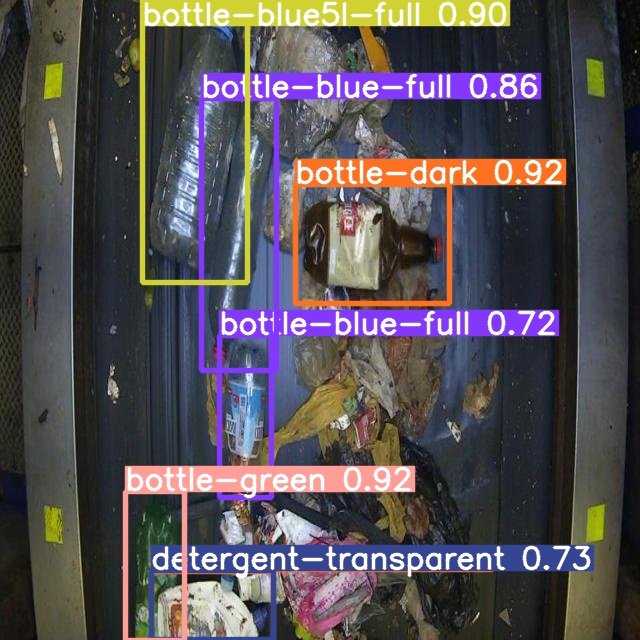 bottle-blue5l-full 0.90
bottle-blue-full 0.86
bottle-dark 0.92
bottle-blue-full 0.72
bottle-green 0.92
detergent-transparent 0.73